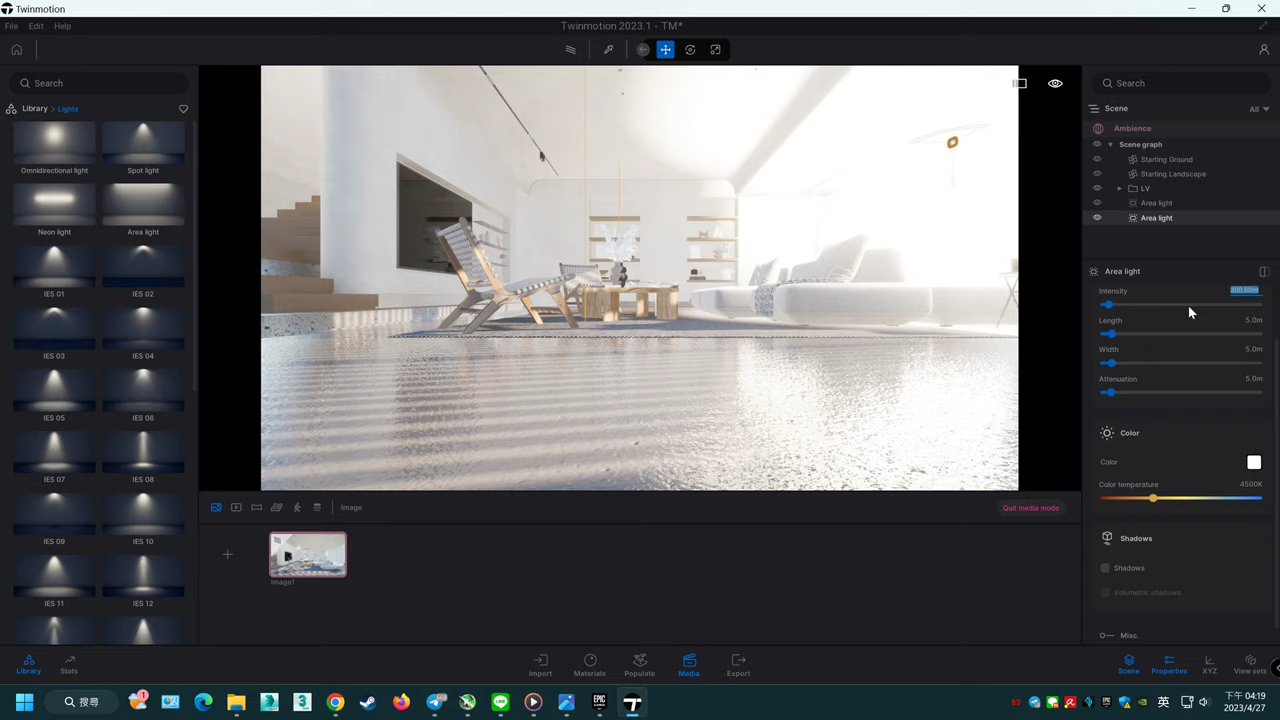 Twinmotion
File Edit Help
Twinmotion 2023.1 - TM*
Search
Library > Lights
Omnidirectional light
Spot light
Neon light
Area light
IES 01
IES 02
IES 03
IES 04
IES 05
IES 06
IES 07
IES 08
IES 09
IES 10
IES 11
IES 12
Image
Quit media mode
Image1
Search
Scene
All
Ambience
Scene graph
Starting Ground
Starting Landscape
LV
Area light
Area light
Area light
Intensity
Length 5.0m
Width 5.0m
Attenuation 5.0m
Color
Color
Color temperature 4500K
Shadows
Shadows
Volumetric shadows
Misc.
Library Stats Import Materials Populate Media Export Scene Properties XYZ View sets
搜尋
英
下午 04:19
2023/4/27